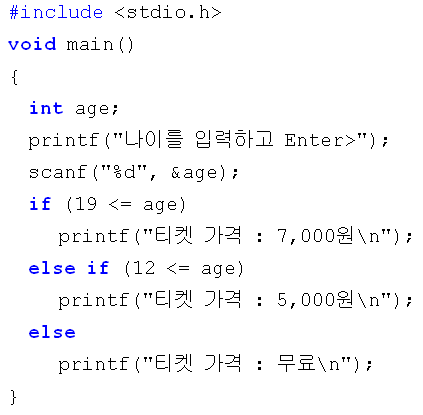 #include <stdio.h>
void main()
{
int age;
printf("나이를 입력하고 Enter>");
scanf("%d", &age);
if (19 <= age)
printf("티켓 가격 : 7,000원\n");
else if (12 <= age)
printf("티켓 가격 : 5,000원\n");
else
printf("티켓 가격 : 무료\n");
}